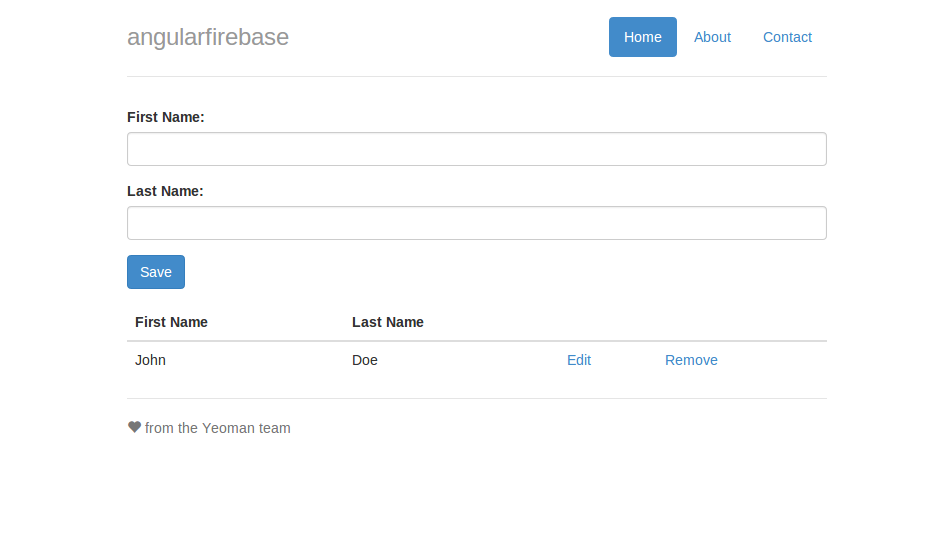 angularfirebase Home About Contact
First Name:
Last Name:
Save
First Name Last Name
John Doe Edit Remove
from the Yeoman team